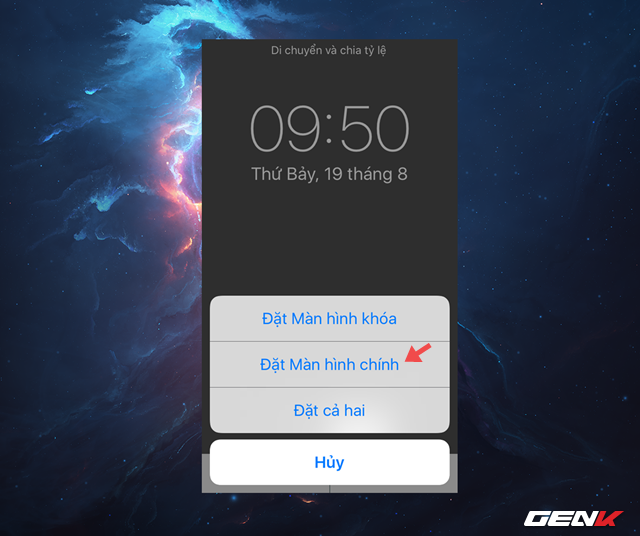 Di chuyển và chia tỷ lệ
09:50
Thứ Bảy, 19 tháng 8
Đặt Màn hình khóa
Đặt Màn hình chính
Đặt cả hai
Hủy
GENK